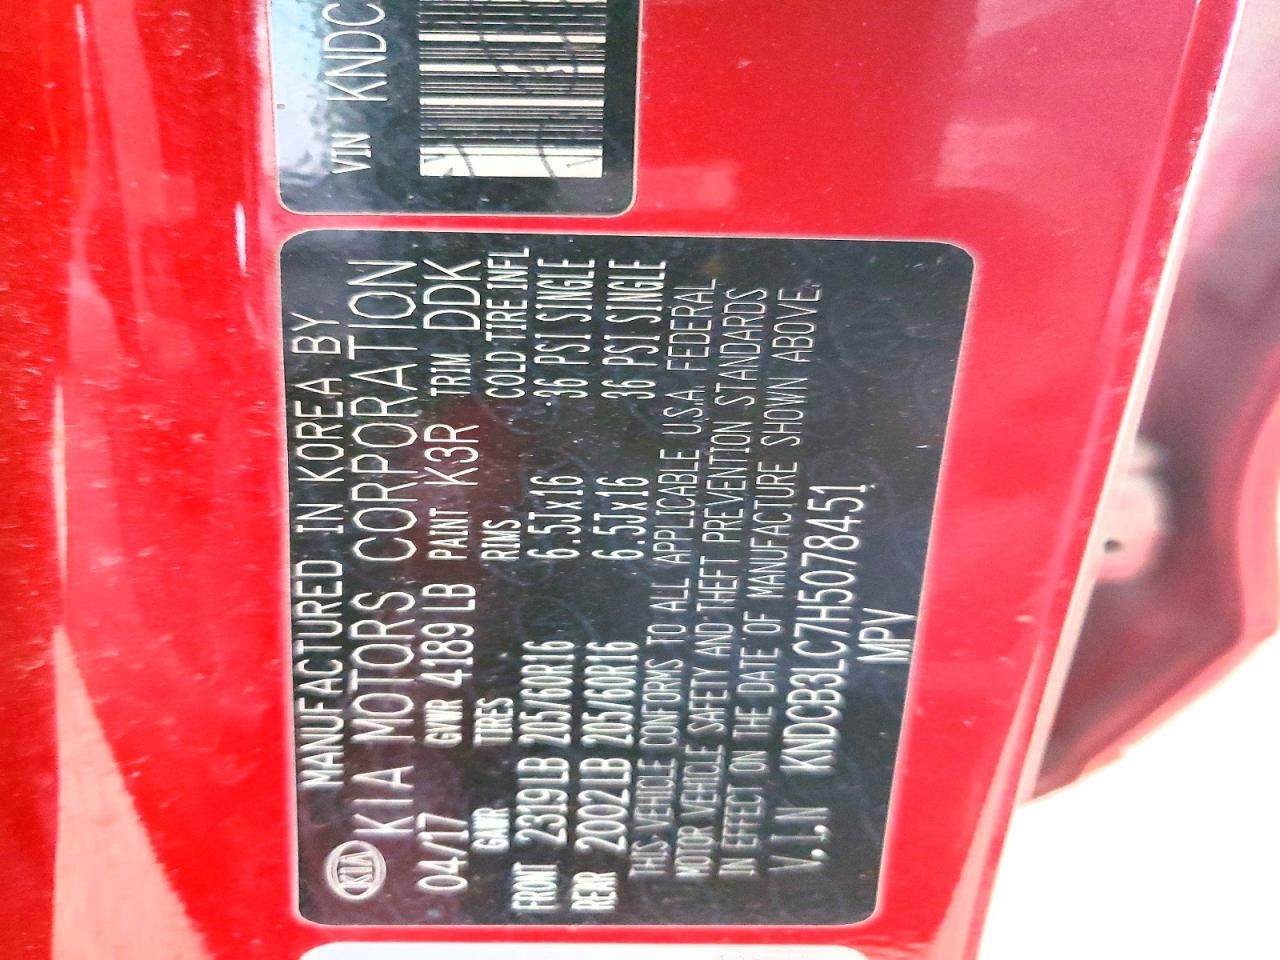 VIN KNDC
MANUFACTURED IN KOREA BY
KIA KIA MOTORS CORPORATION
04/17 GVWR 4189LB PAINT K3R TRIM DDK
GAWR TIRES RIMS COLD TIRE INFL
FRONT 2319LB 205/60R16 6.5Jx16 36 PSI SINGLE
REAR 2002LB 205/60R16 6.5Jx16 36 PSI SINGLE
THIS VEHICLE CONFORMS TO ALL APPLICABLE U.S.A. FEDERAL
MOTOR VEHICLE SAFETY AND THEFT PREVENTION STANDARDS
IN EFFECT ON THE DATE OF MANUFACTURE SHOWN ABOVE.
V.I.N KNDCB3LC7H5078451
MPV